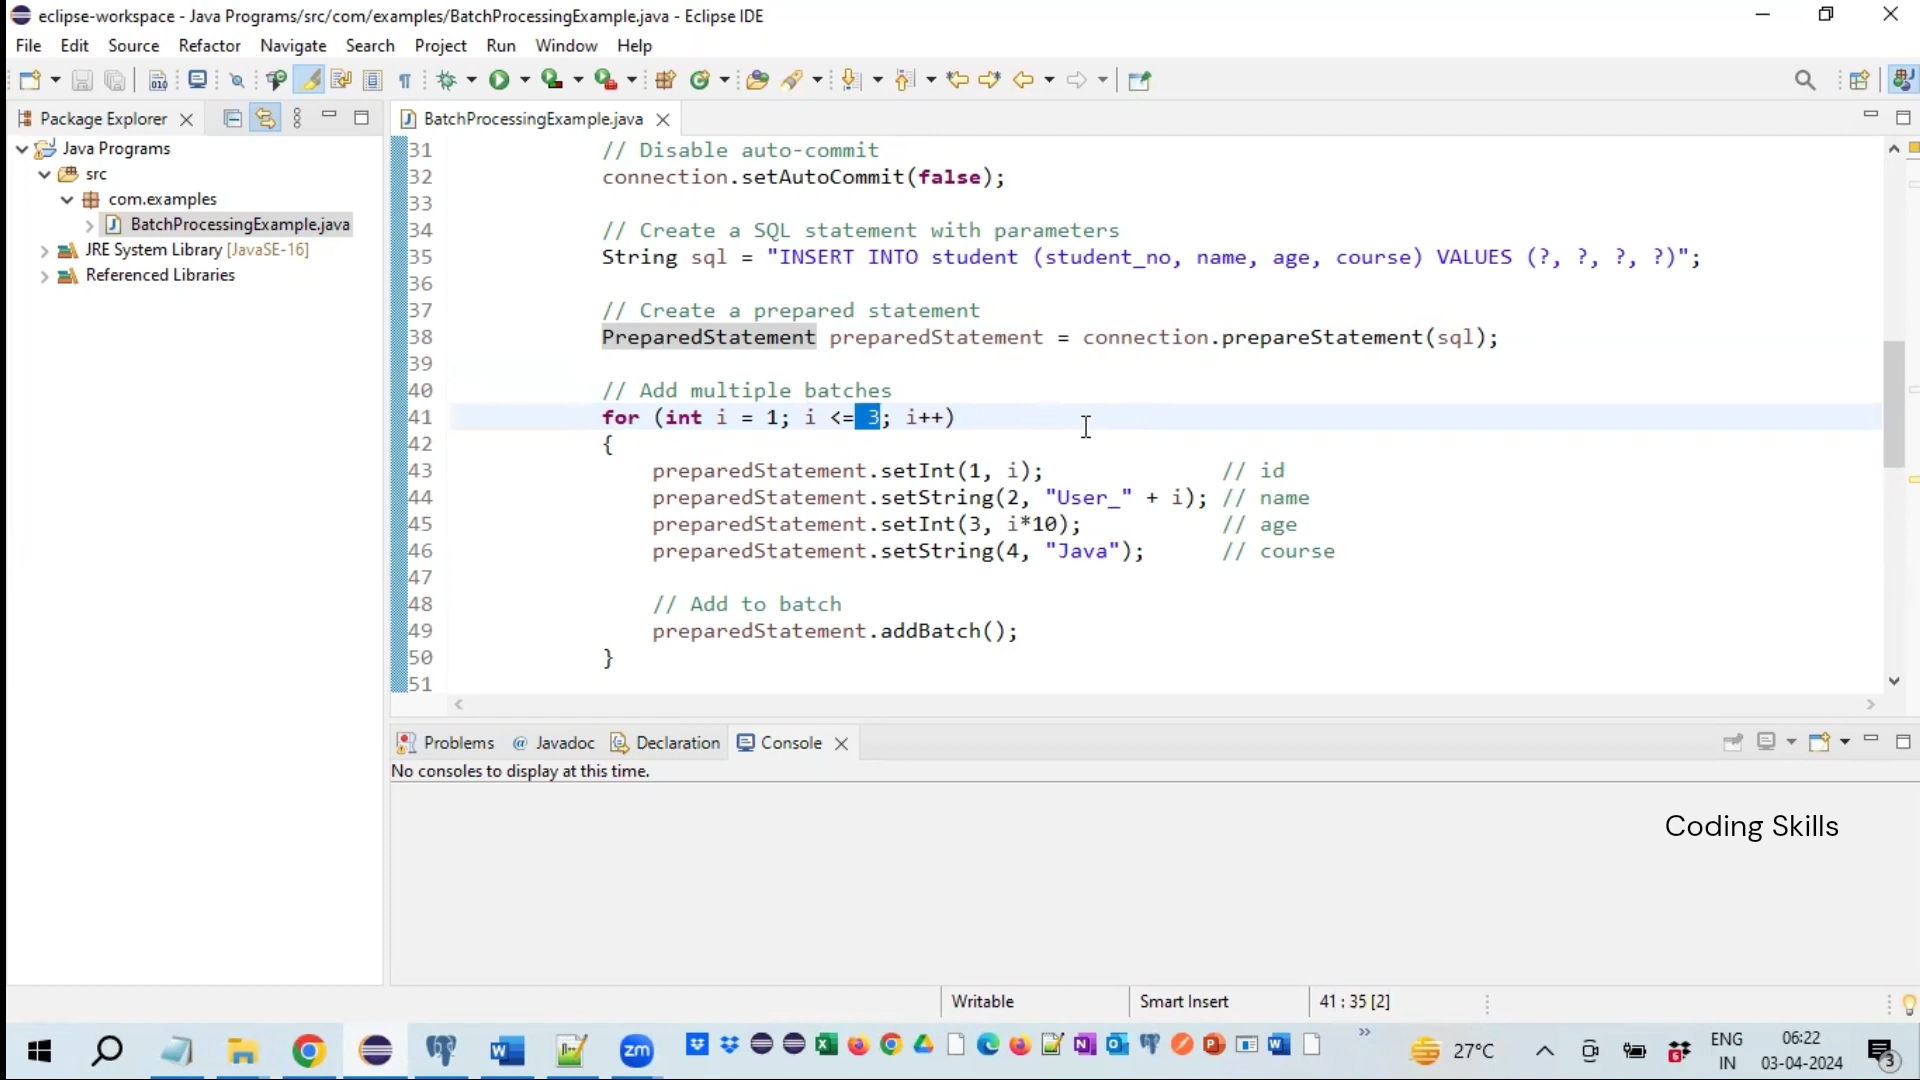 eclipse-workspace - Java Programs/src/com/examples/BatchProcessingExample.java - Eclipse IDE
File Edit Source Refactor Navigate Search Project Run Window Help
Package Explorer
BatchProcessingExample.java
Java Programs
src
com.examples
BatchProcessingExample.java
JRE System Library [JavaSE-16]
Referenced Libraries
31 // Disable auto-commit
32 connection.setAutoCommit(false);
33
34 // Create a SQL statement with parameters
35 String sql = "INSERT INTO student (student_no, name, age, course) VALUES (?, ?, ?, ?)";
36
37 // Create a prepared statement
38 PreparedStatement preparedStatement = connection.prepareStatement(sql);
39
40 // Add multiple batches
41 for (int i = 1; i <= 3; i++)
42 {
43 preparedStatement.setInt(1, i); // id
44 preparedStatement.setString(2, "User_" + i); // name
45 preparedStatement.setInt(3, i*10); // age
46 preparedStatement.setString(4, "Java"); // course
47
48 // Add to batch
49 preparedStatement.addBatch();
50 }
51
Problems @ Javadoc Declaration Console
No consoles to display at this time.
Coding Skills
Writable Smart Insert 41 : 35 [2]
zm
27°C
ENG
IN
06:22
03-04-2024
3